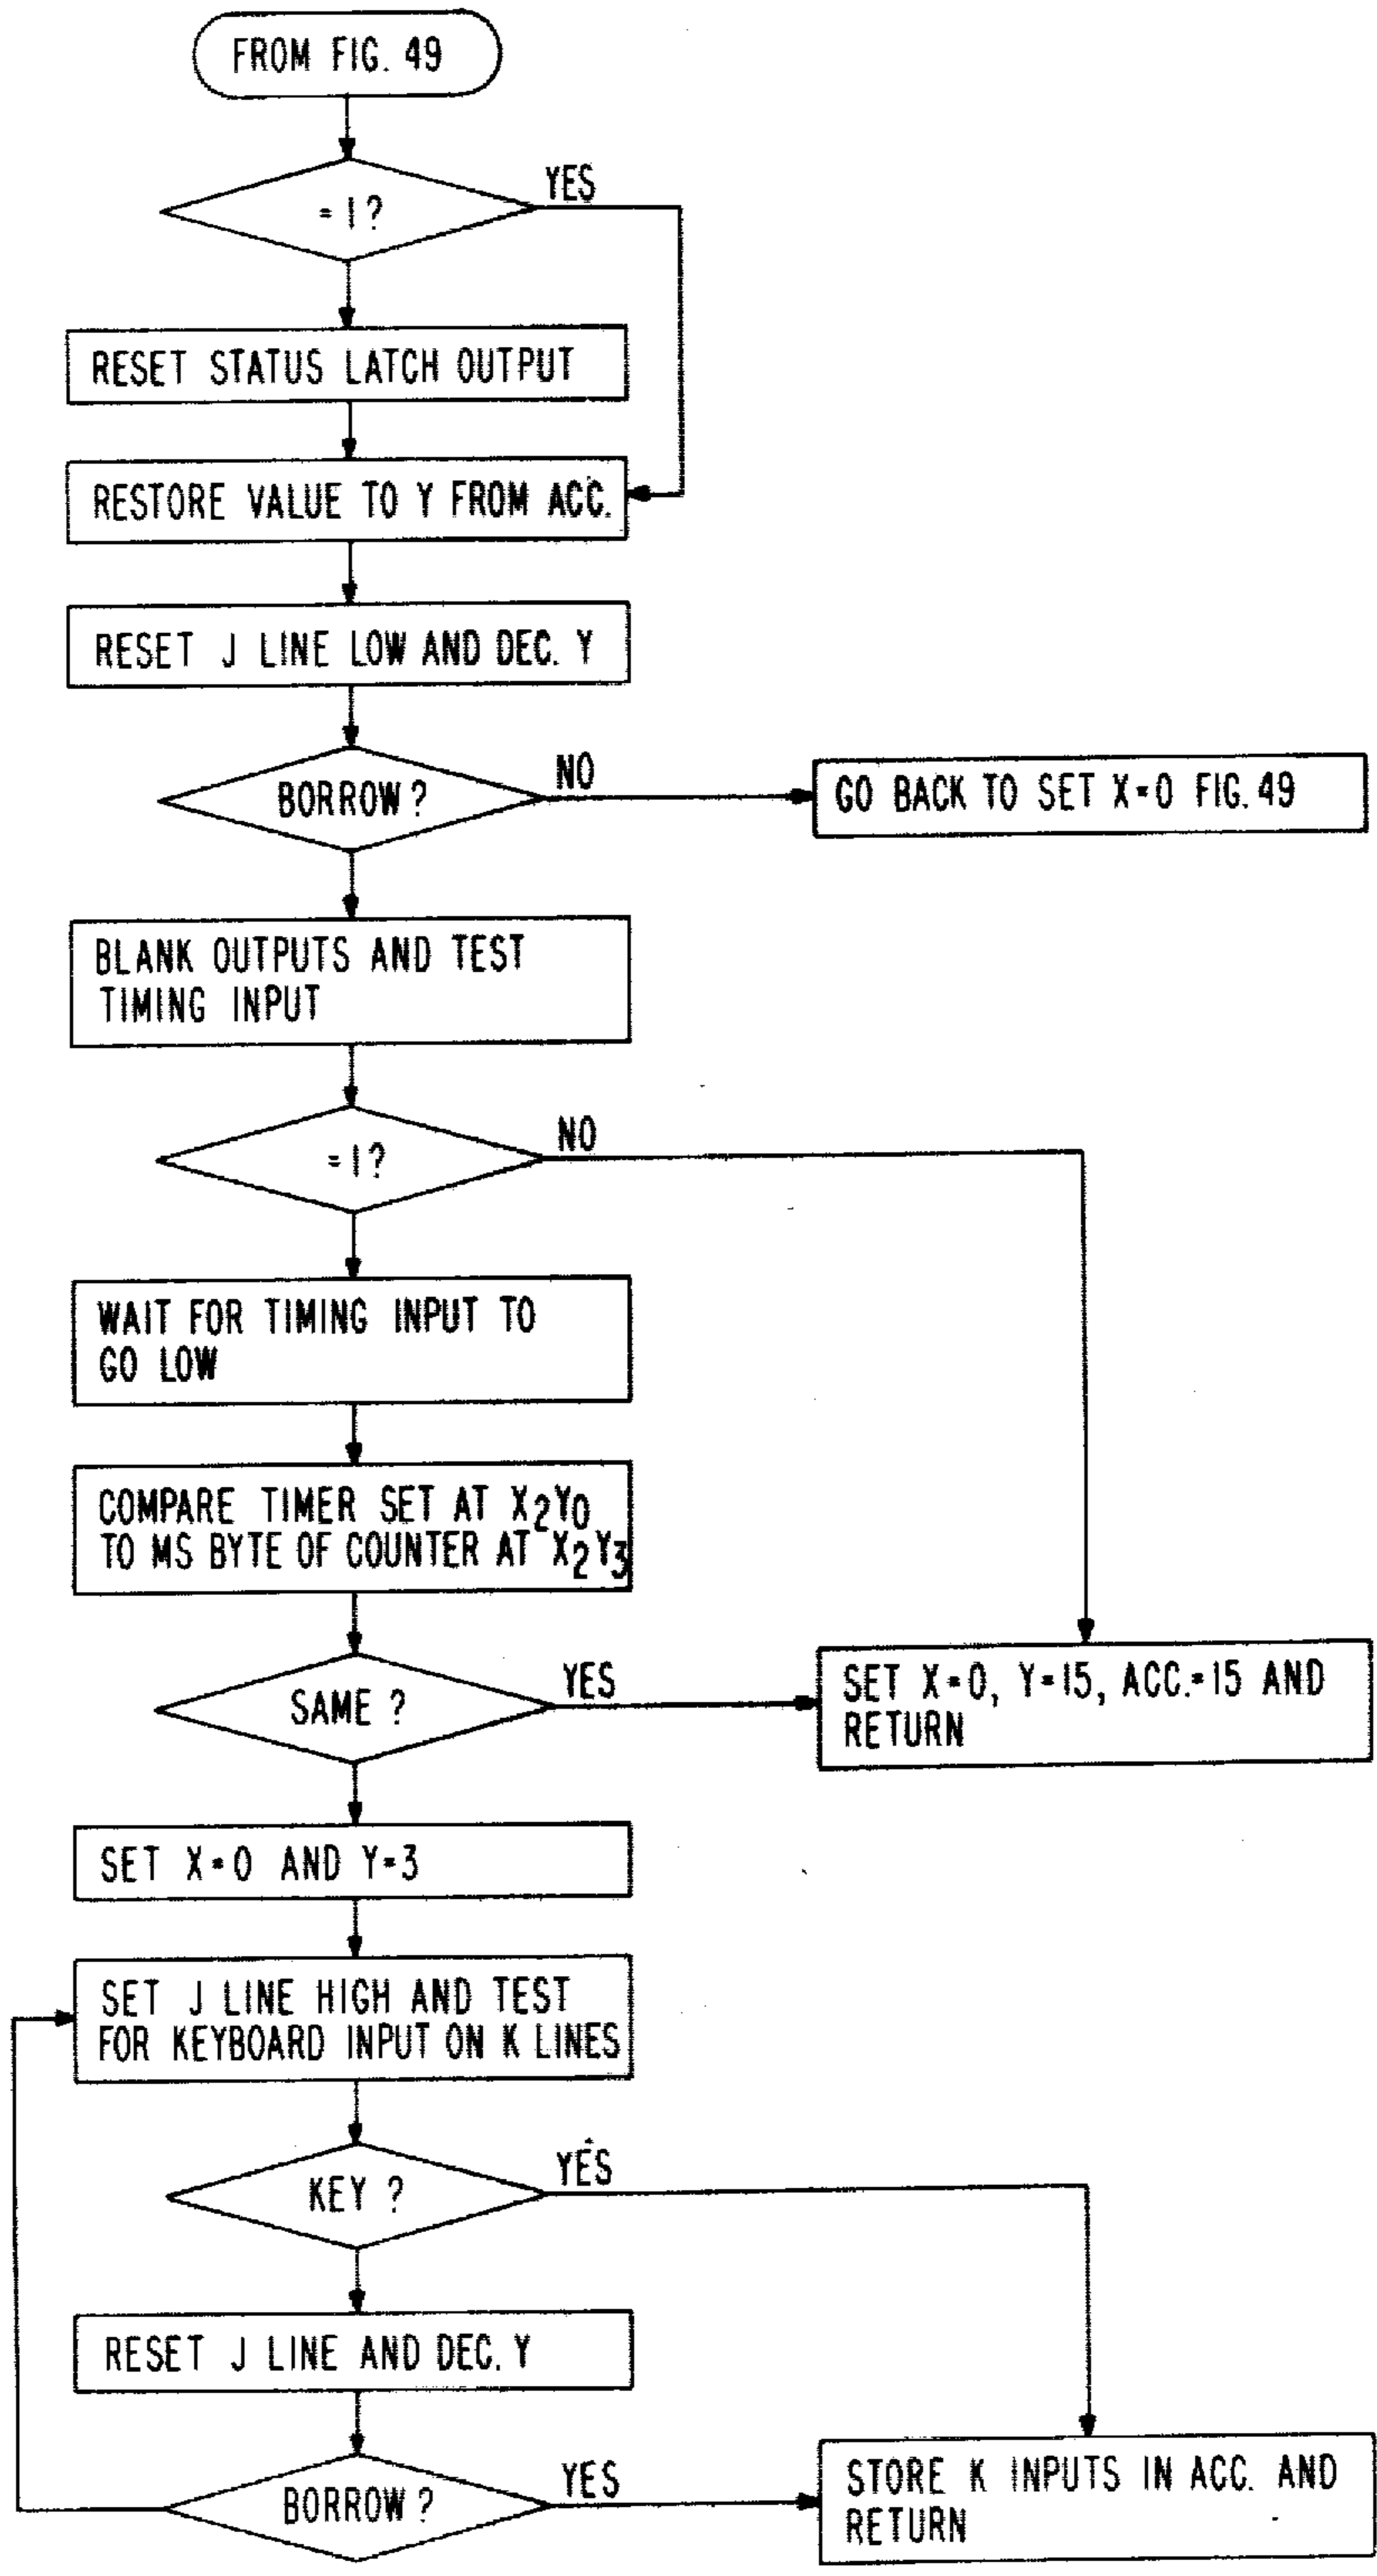 FROM FIG. 49
= 1 ?
YES
RESET STATUS LATCH OUTPUT
RESTORE VALUE TO Y FROM ACC.
RESET J LINE LOW AND DEC. Y
BORROW ?
NO
GO BACK TO SET X=0 FIG. 49
BLANK OUTPUTS AND TEST
TIMING INPUT
= 1 ?
NO
WAIT FOR TIMING INPUT TO
GO LOW
COMPARE TIMER SET AT X2Y0
TO MS BYTE OF COUNTER AT X2Y3
SAME ?
YES
SET X=0, Y=15, ACC.=15 AND
RETURN
SET X=0 AND Y=3
SET J LINE HIGH AND TEST
FOR KEYBOARD INPUT ON K LINES
KEY ?
YES
RESET J LINE AND DEC. Y
BORROW ?
YES
STORE K INPUTS IN ACC. AND
RETURN